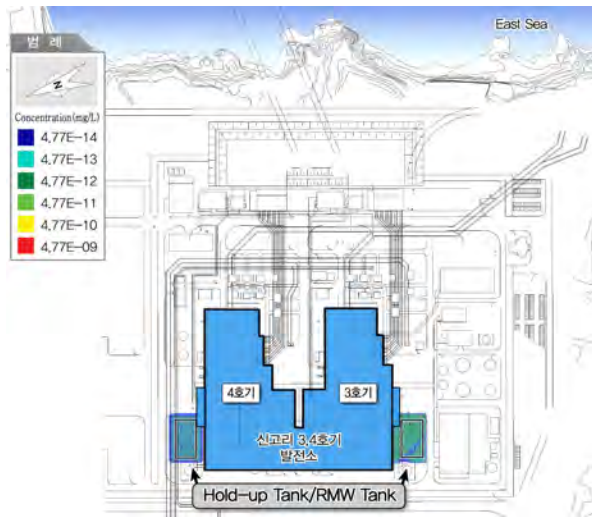 East Sea
범 례
N
Concentration(mg/L)
4.77E-14
4.77E-13
4.77E-12
4.77E-11
4.77E-10
4.77E-09
4호기
3호기
신고리 3,4호기
발전소
Hold-up Tank/RMW Tank